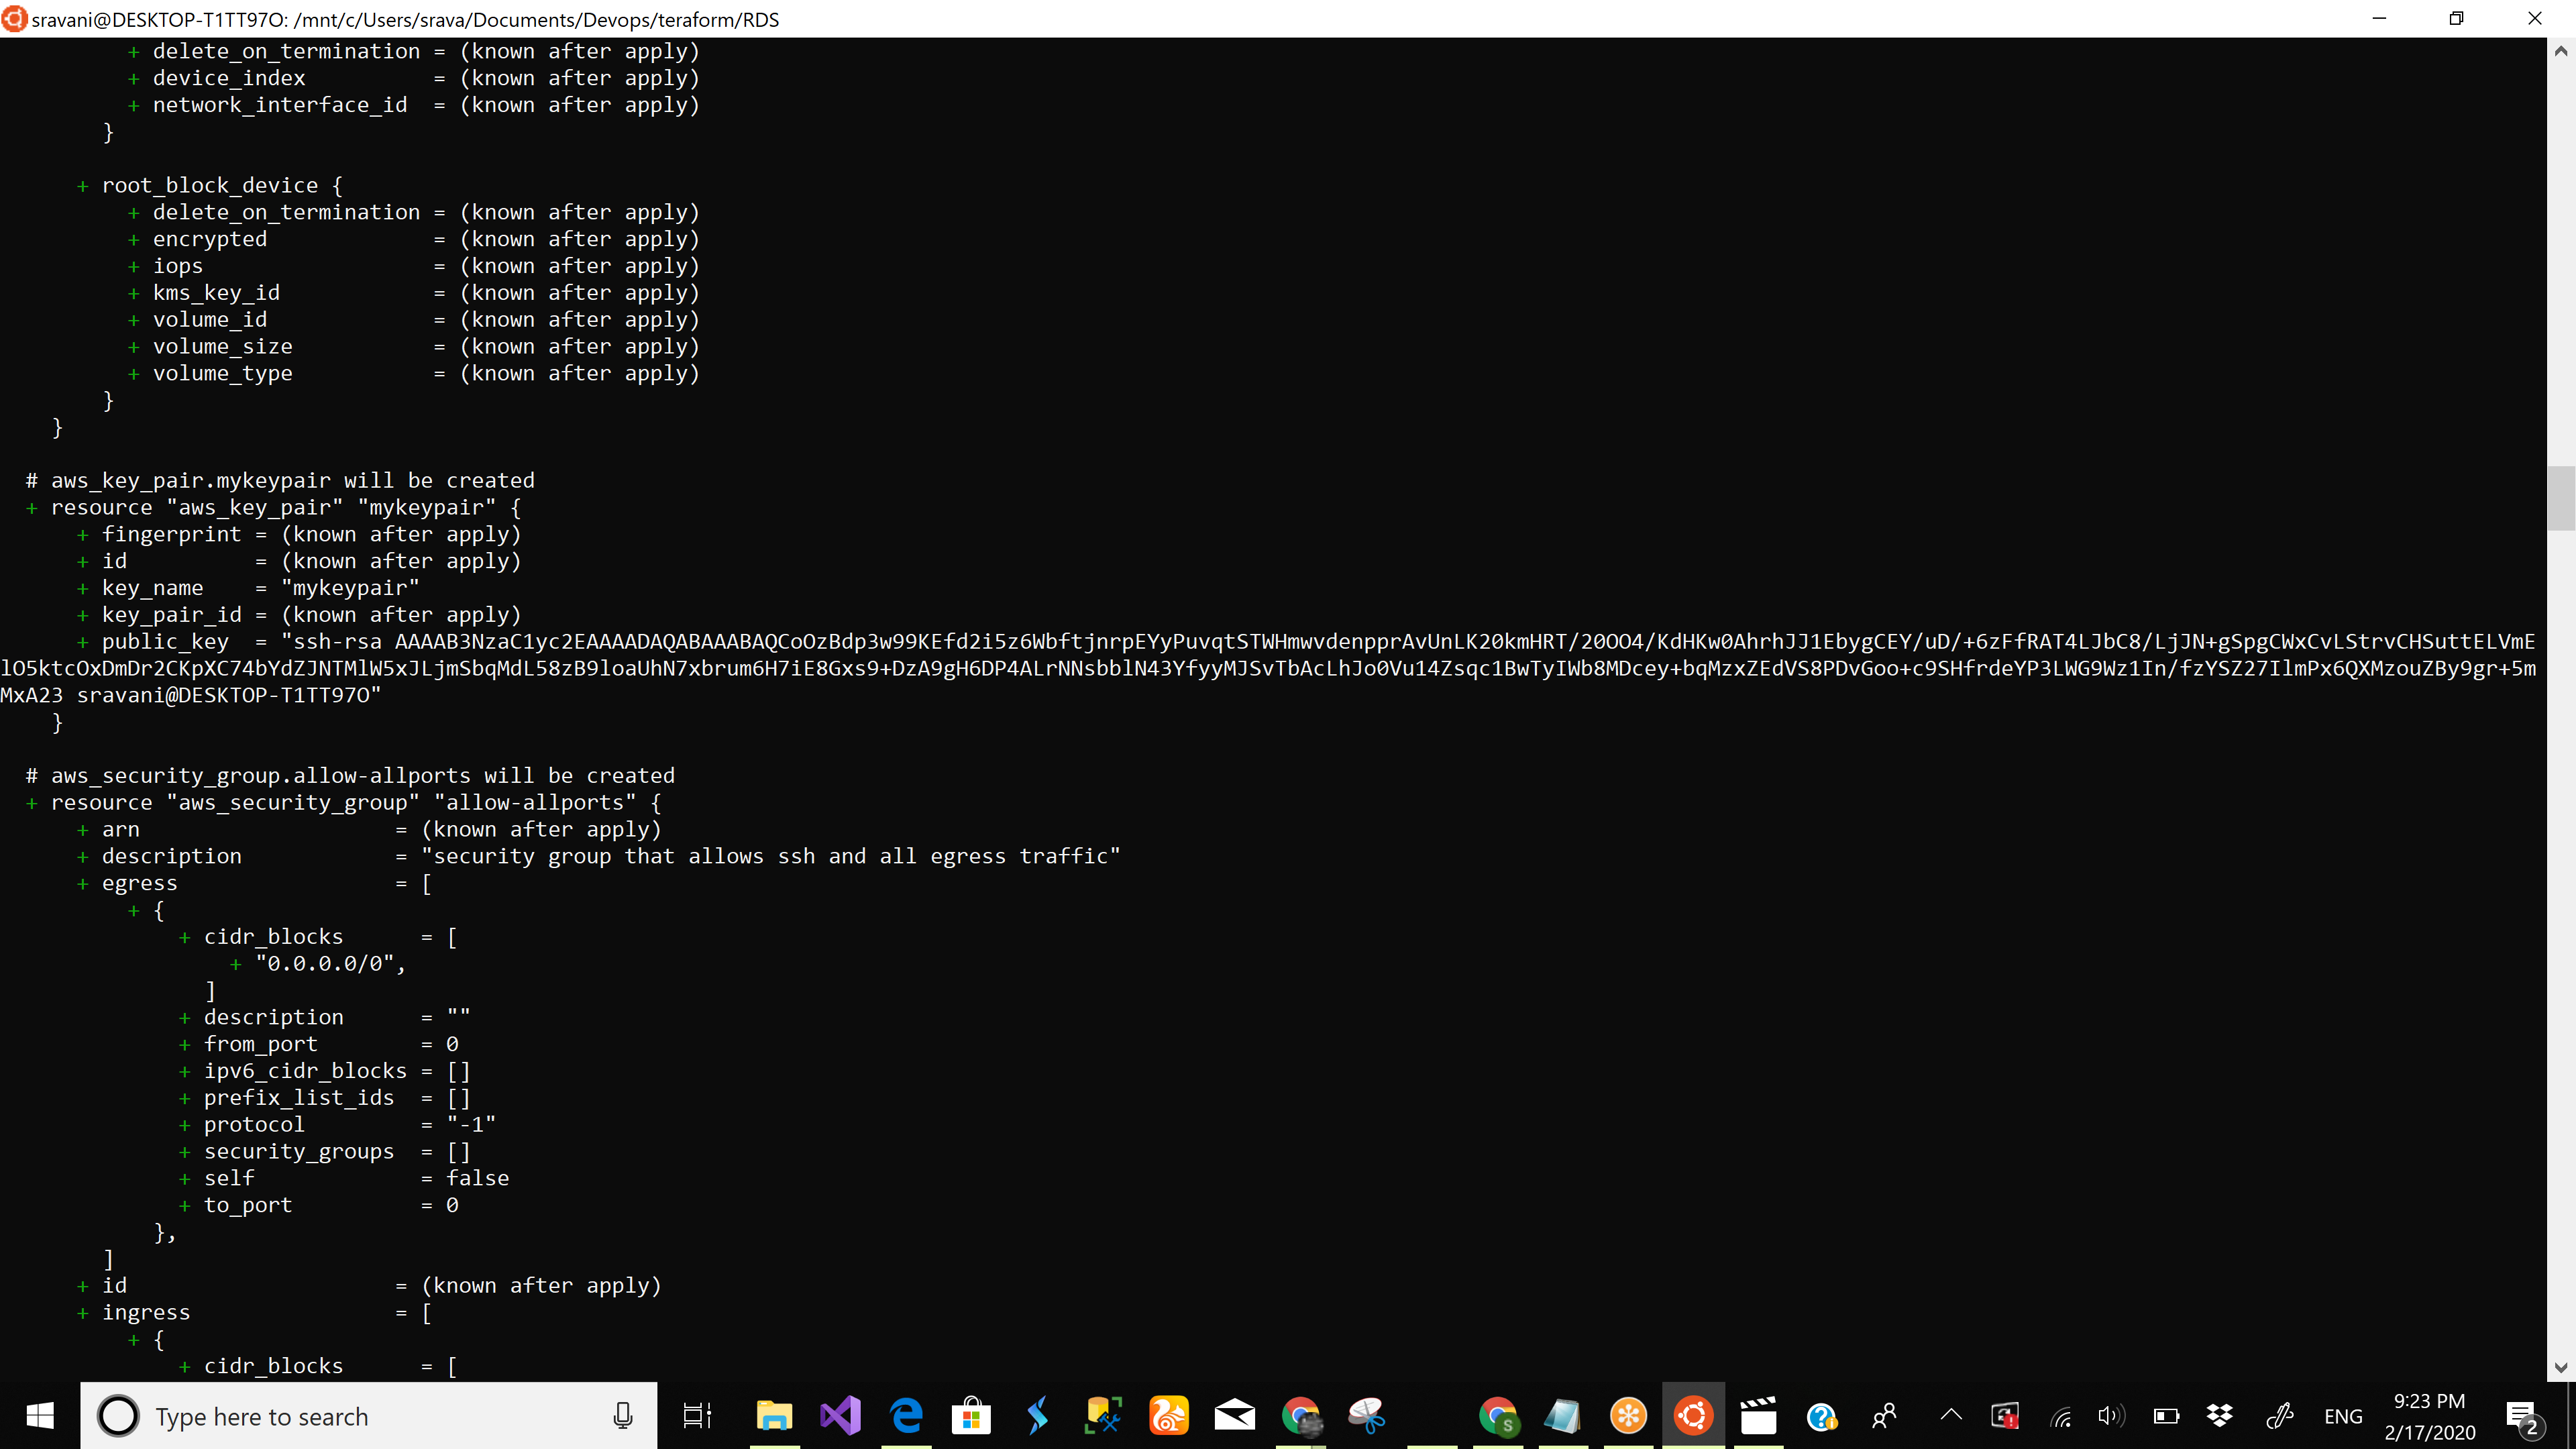 sravani@DESKTOP-T1TT97O: /mnt/c/Users/srava/Documents/Devops/teraform/RDS
+ delete_on_termination = (known after apply)
+ device_index          = (known after apply)
+ network_interface_id  = (known after apply)
}
+ root_block_device {
+ delete_on_termination = (known after apply)
+ encrypted             = (known after apply)
+ iops                  = (known after apply)
+ kms_key_id            = (known after apply)
+ volume_id             = (known after apply)
+ volume_size           = (known after apply)
+ volume_type           = (known after apply)
}
}
# aws_key_pair.mykeypair will be created
+ resource "aws_key_pair" "mykeypair" {
+ fingerprint = (known after apply)
+ id          = (known after apply)
+ key_name    = "mykeypair"
+ key_pair_id = (known after apply)
+ public_key  = "ssh-rsa AAAAB3NzaC1yc2EAAAADAQABAAABAQCoOzBdp3w99KEfd2i5z6WbftjnrpEYyPuvqtSTWHmwvdenpprAvUnLK20kmHRT/20OO4/KdHKw0AhrhJJ1EbygCEY/uD/+6zFfRAT4LJbC8/LjJN+gSpgCWxCvLStrvCHSuttELVmE
lO5ktcOxDmDr2CKpXC74bYdZJNTMlW5xJLjmSbqMdL58zB9loaUhN7xbrum6H7iE8Gxs9+DzA9gH6DP4ALrNNsbblN43YfyyMJSvTbAcLhJo0Vu14Zsqc1BwTyIWb8MDcey+bqMzxZEdVS8PDvGoo+c9SHfrdeYP3LWG9Wz1In/fzYSZ27IlmPx6QXMzouZBy9gr+5m
MxA23 sravani@DESKTOP-T1TT97O"
}
# aws_security_group.allow-allports will be created
+ resource "aws_security_group" "allow-allports" {
+ arn                    = (known after apply)
+ description            = "security group that allows ssh and all egress traffic"
+ egress                 = [
+ {
+ cidr_blocks      = [
+ "0.0.0.0/0",
]
+ description      = ""
+ from_port        = 0
+ ipv6_cidr_blocks = []
+ prefix_list_ids  = []
+ protocol         = "-1"
+ security_groups  = []
+ self             = false
+ to_port          = 0
},
]
+ id                     = (known after apply)
+ ingress                = [
+ {
+ cidr_blocks      = [
Type here to search
S
ENG
9:23 PM
2/17/2020
2